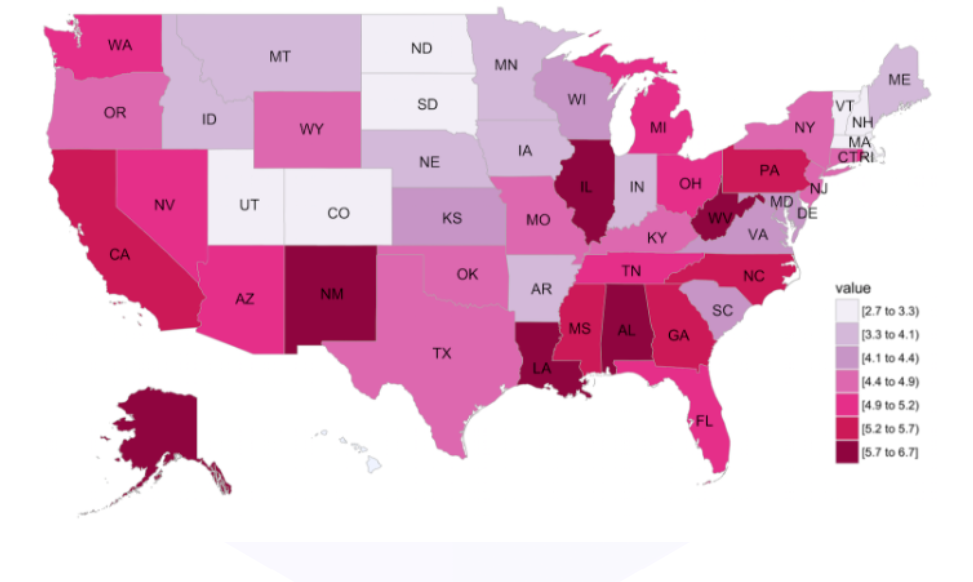 WA
MT
ND
MN
ME
OR
ID
SD
WI
VT
NH
WY
MI
NY
MA
CT
RI
NE
IA
PA
NV
UT
CO
IL
IN
OH
NJ
MD
DE
KS
MO
WV
KY
VA
CA
TN
NC
AZ
NM
OK
AR
SC
MS
AL
GA
TX
LA
FL
value
[2.7 to 3.3)
[3.3 to 4.1)
[4.1 to 4.4)
[4.4 to 4.9)
[4.9 to 5.2)
[5.2 to 5.7)
[5.7 to 6.7]